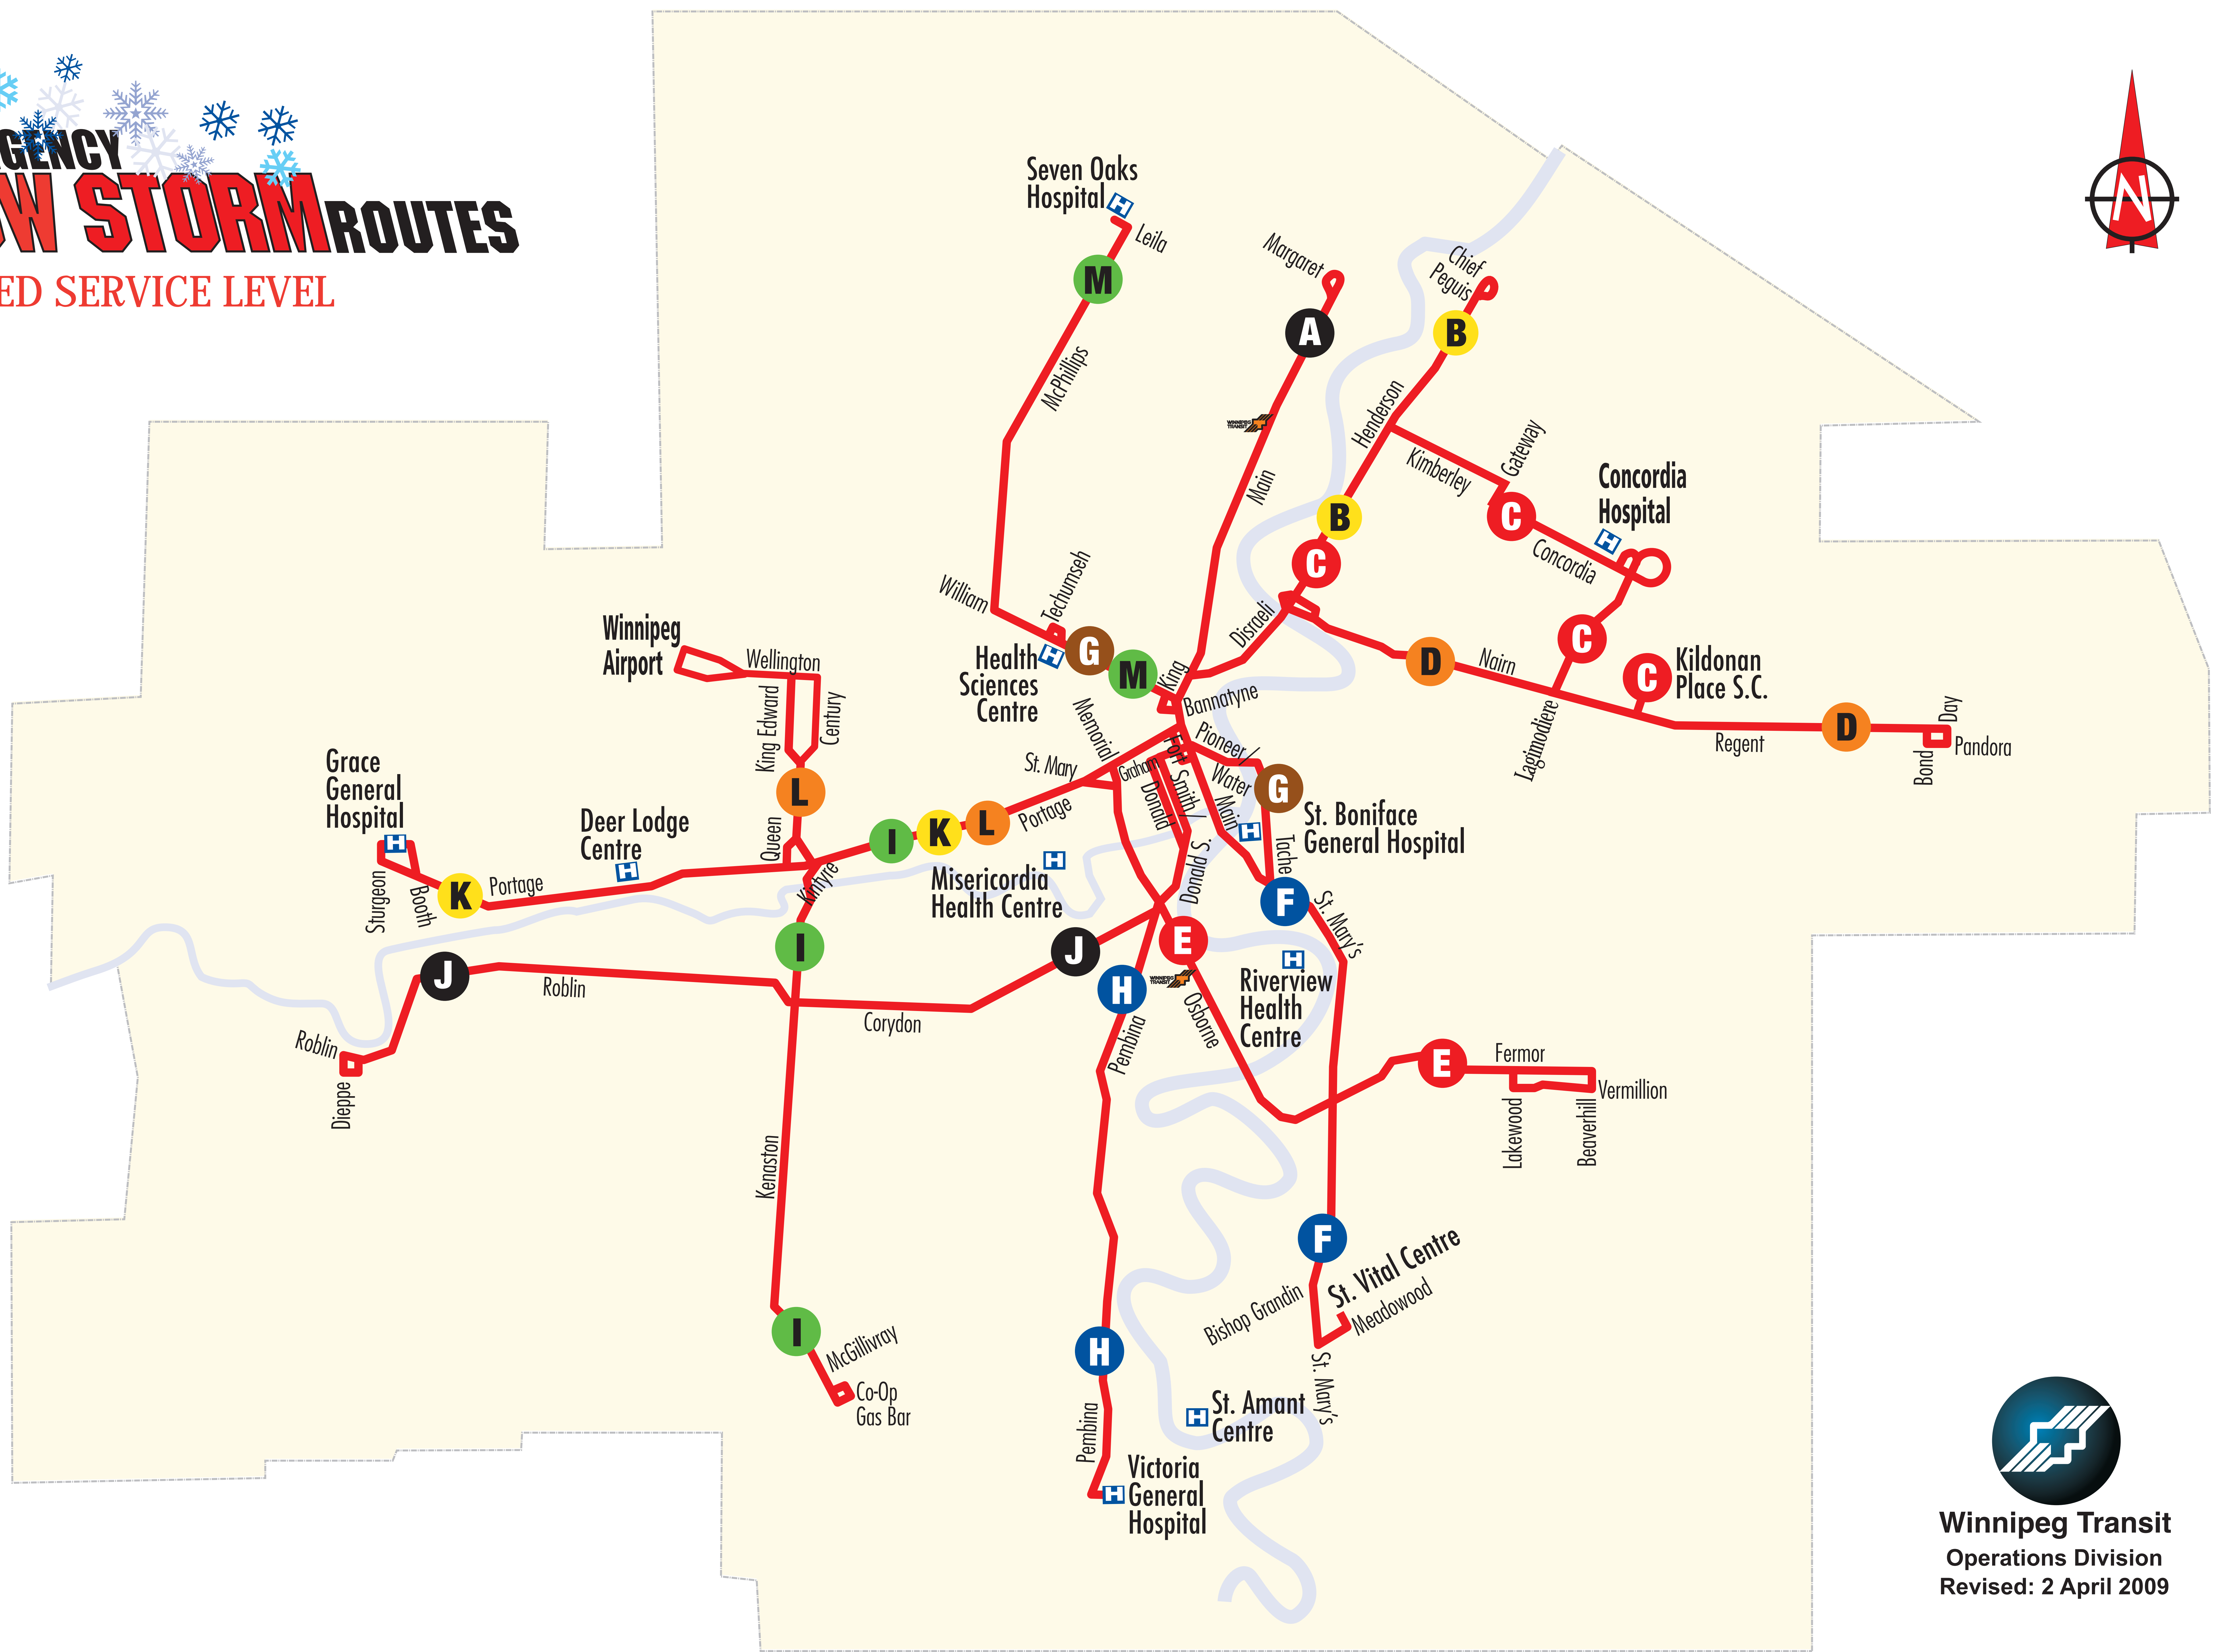 GENCY
OW STORM ROUTES
ED SERVICE LEVEL
N
Seven Oaks
Hospital
H
Leila
M
McPhillips
Margaret
A
WINNIPEG
TRANSIT
Main
Chief
Peguis
B
Henderson
Kimberley
Gateway
B
C
C
Concordia
Hospital
H
Concordia
Disraeli
C
Lagimodiere
D
Nairn
C
Kildonan
Place S.C.
Regent
D
Day
Bond
Pandora
William
Techumseh
G
M
H
Health
Sciences
Centre
King
Bannatyne
Memorial
Pioneer/
Water
Fort
Smith/
Donald
Graham
Main
G
St. Boniface
General Hospital
H
Tache
Winnipeg
Airport
Wellington
King Edward
Century
L
Queen
St. Mary
Portage
I
K
L
Grace
General
Hospital
H
Sturgeon
Booth
K
Portage
Deer Lodge
Centre
H
Kintyre
H
Misericordia
Health Centre
Donald S.
F
St. Mary's
I
J
Roblin
Roblin
Dieppe
Corydon
J
E
H
WINNIPEG
TRANSIT
Osborne
H
Riverview
Health
Centre
Pembina
E
Fermor
Vermillion
Lakewood
Beaverhill
Kenaston
I
McGillivray
Co-Op
Gas Bar
F
St. Vital Centre
Meadowood
Bishop Grandin
St. Mary's
H
Pembina
H
St. Amant
Centre
H
Victoria
General
Hospital
Winnipeg Transit
Operations Division
Revised: 2 April 2009